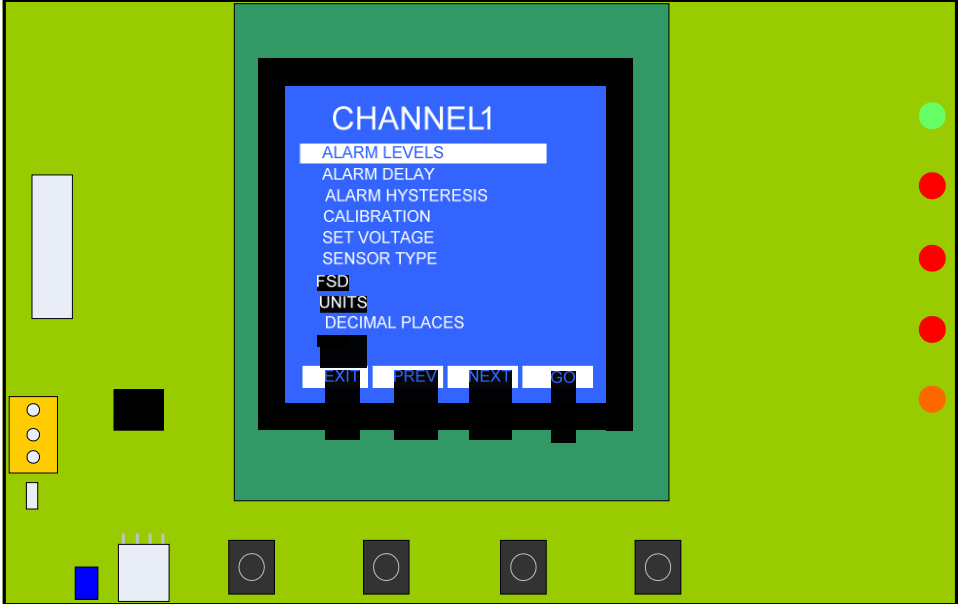 CHANNEL1
ALARM LEVELS
ALARM DELAY
ALARM HYSTERESIS
CALIBRATION
SET VOLTAGE
SENSOR TYPE
FSD
UNITS
DECIMAL PLACES
EXIT PREV NEXT GO